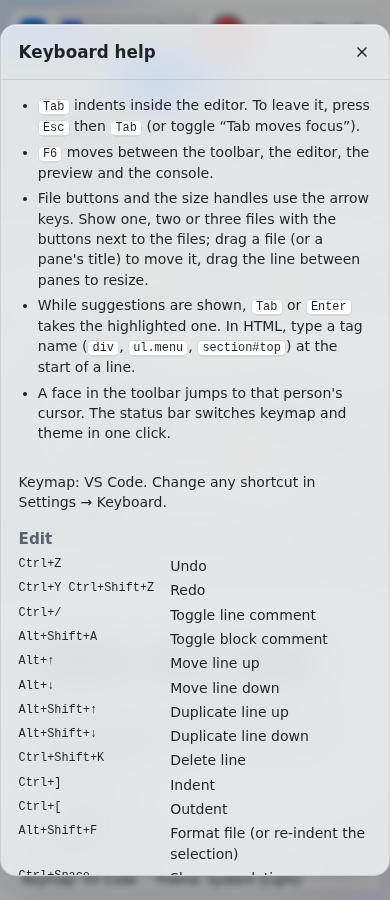 Keyboard help ✕
• Tab indents inside the editor. To leave it, press
Esc then Tab (or toggle “Tab moves focus”).
• F6 moves between the toolbar, the editor, the
preview and the console.
• File buttons and the size handles use the arrow
keys. Show one, two or three files with the
buttons next to the files; drag a file (or a
pane's title) to move it, drag the line between
panes to resize.
• While suggestions are shown, Tab or Enter
takes the highlighted one. In HTML, type a tag
name (div, ul.menu, section#top) at the
start of a line.
• A face in the toolbar jumps to that person's
cursor. The status bar switches keymap and
theme in one click.
Keymap: VS Code. Change any shortcut in
Settings → Keyboard.
Edit
Ctrl+Z Undo
Ctrl+Y Ctrl+Shift+Z Redo
Ctrl+/ Toggle line comment
Alt+Shift+A Toggle block comment
Alt+↑ Move line up
Alt+↓ Move line down
Alt+Shift+↑ Duplicate line up
Alt+Shift+↓ Duplicate line down
Ctrl+Shift+K Delete line
Ctrl+] Indent
Ctrl+[ Outdent
Alt+Shift+F Format file (or re-indent the
selection)